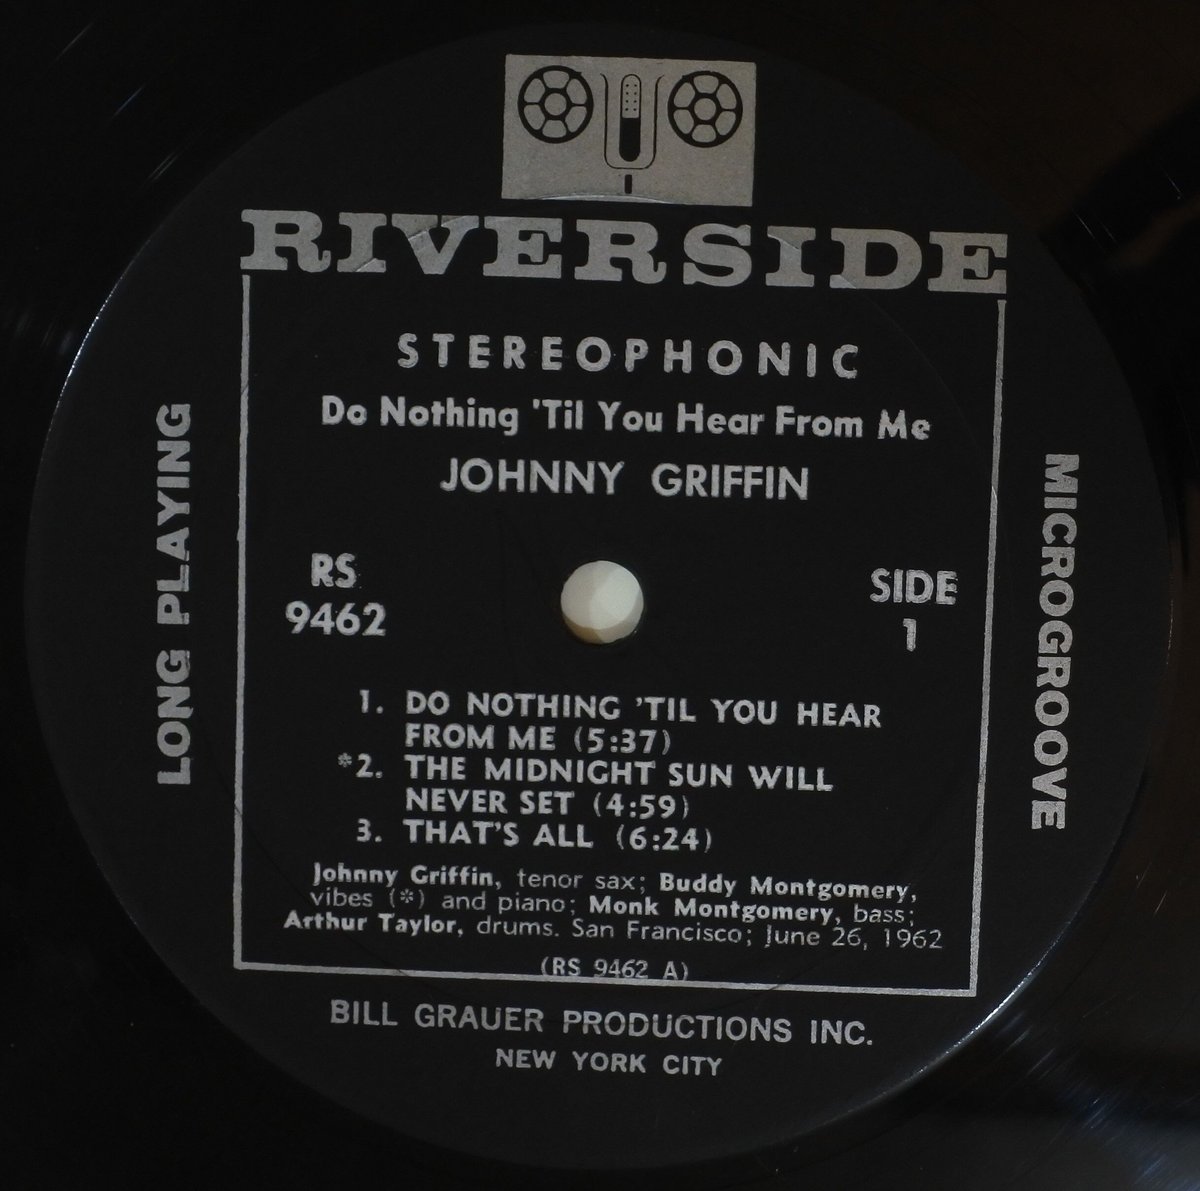 RIVERSIDE
STEREOPHONIC
Do Nothing 'Til You Hear From Me
JOHNNY GRIFFIN
LONG PLAYING
MICROGROOVE
RS
9462
SIDE
1
1. DO NOTHING 'TIL YOU HEAR
FROM ME (5:37)
*2. THE MIDNIGHT SUN WILL
NEVER SET (4:59)
3. THAT'S ALL (6:24)
Johnny Griffin, tenor sax; Buddy Montgomery,
vibes (*) and piano; Monk Montgomery, bass;
Arthur Taylor, drums. San Francisco; June 26, 1962
(RS 9462 A)
BILL GRAUER PRODUCTIONS INC.
NEW YORK CITY